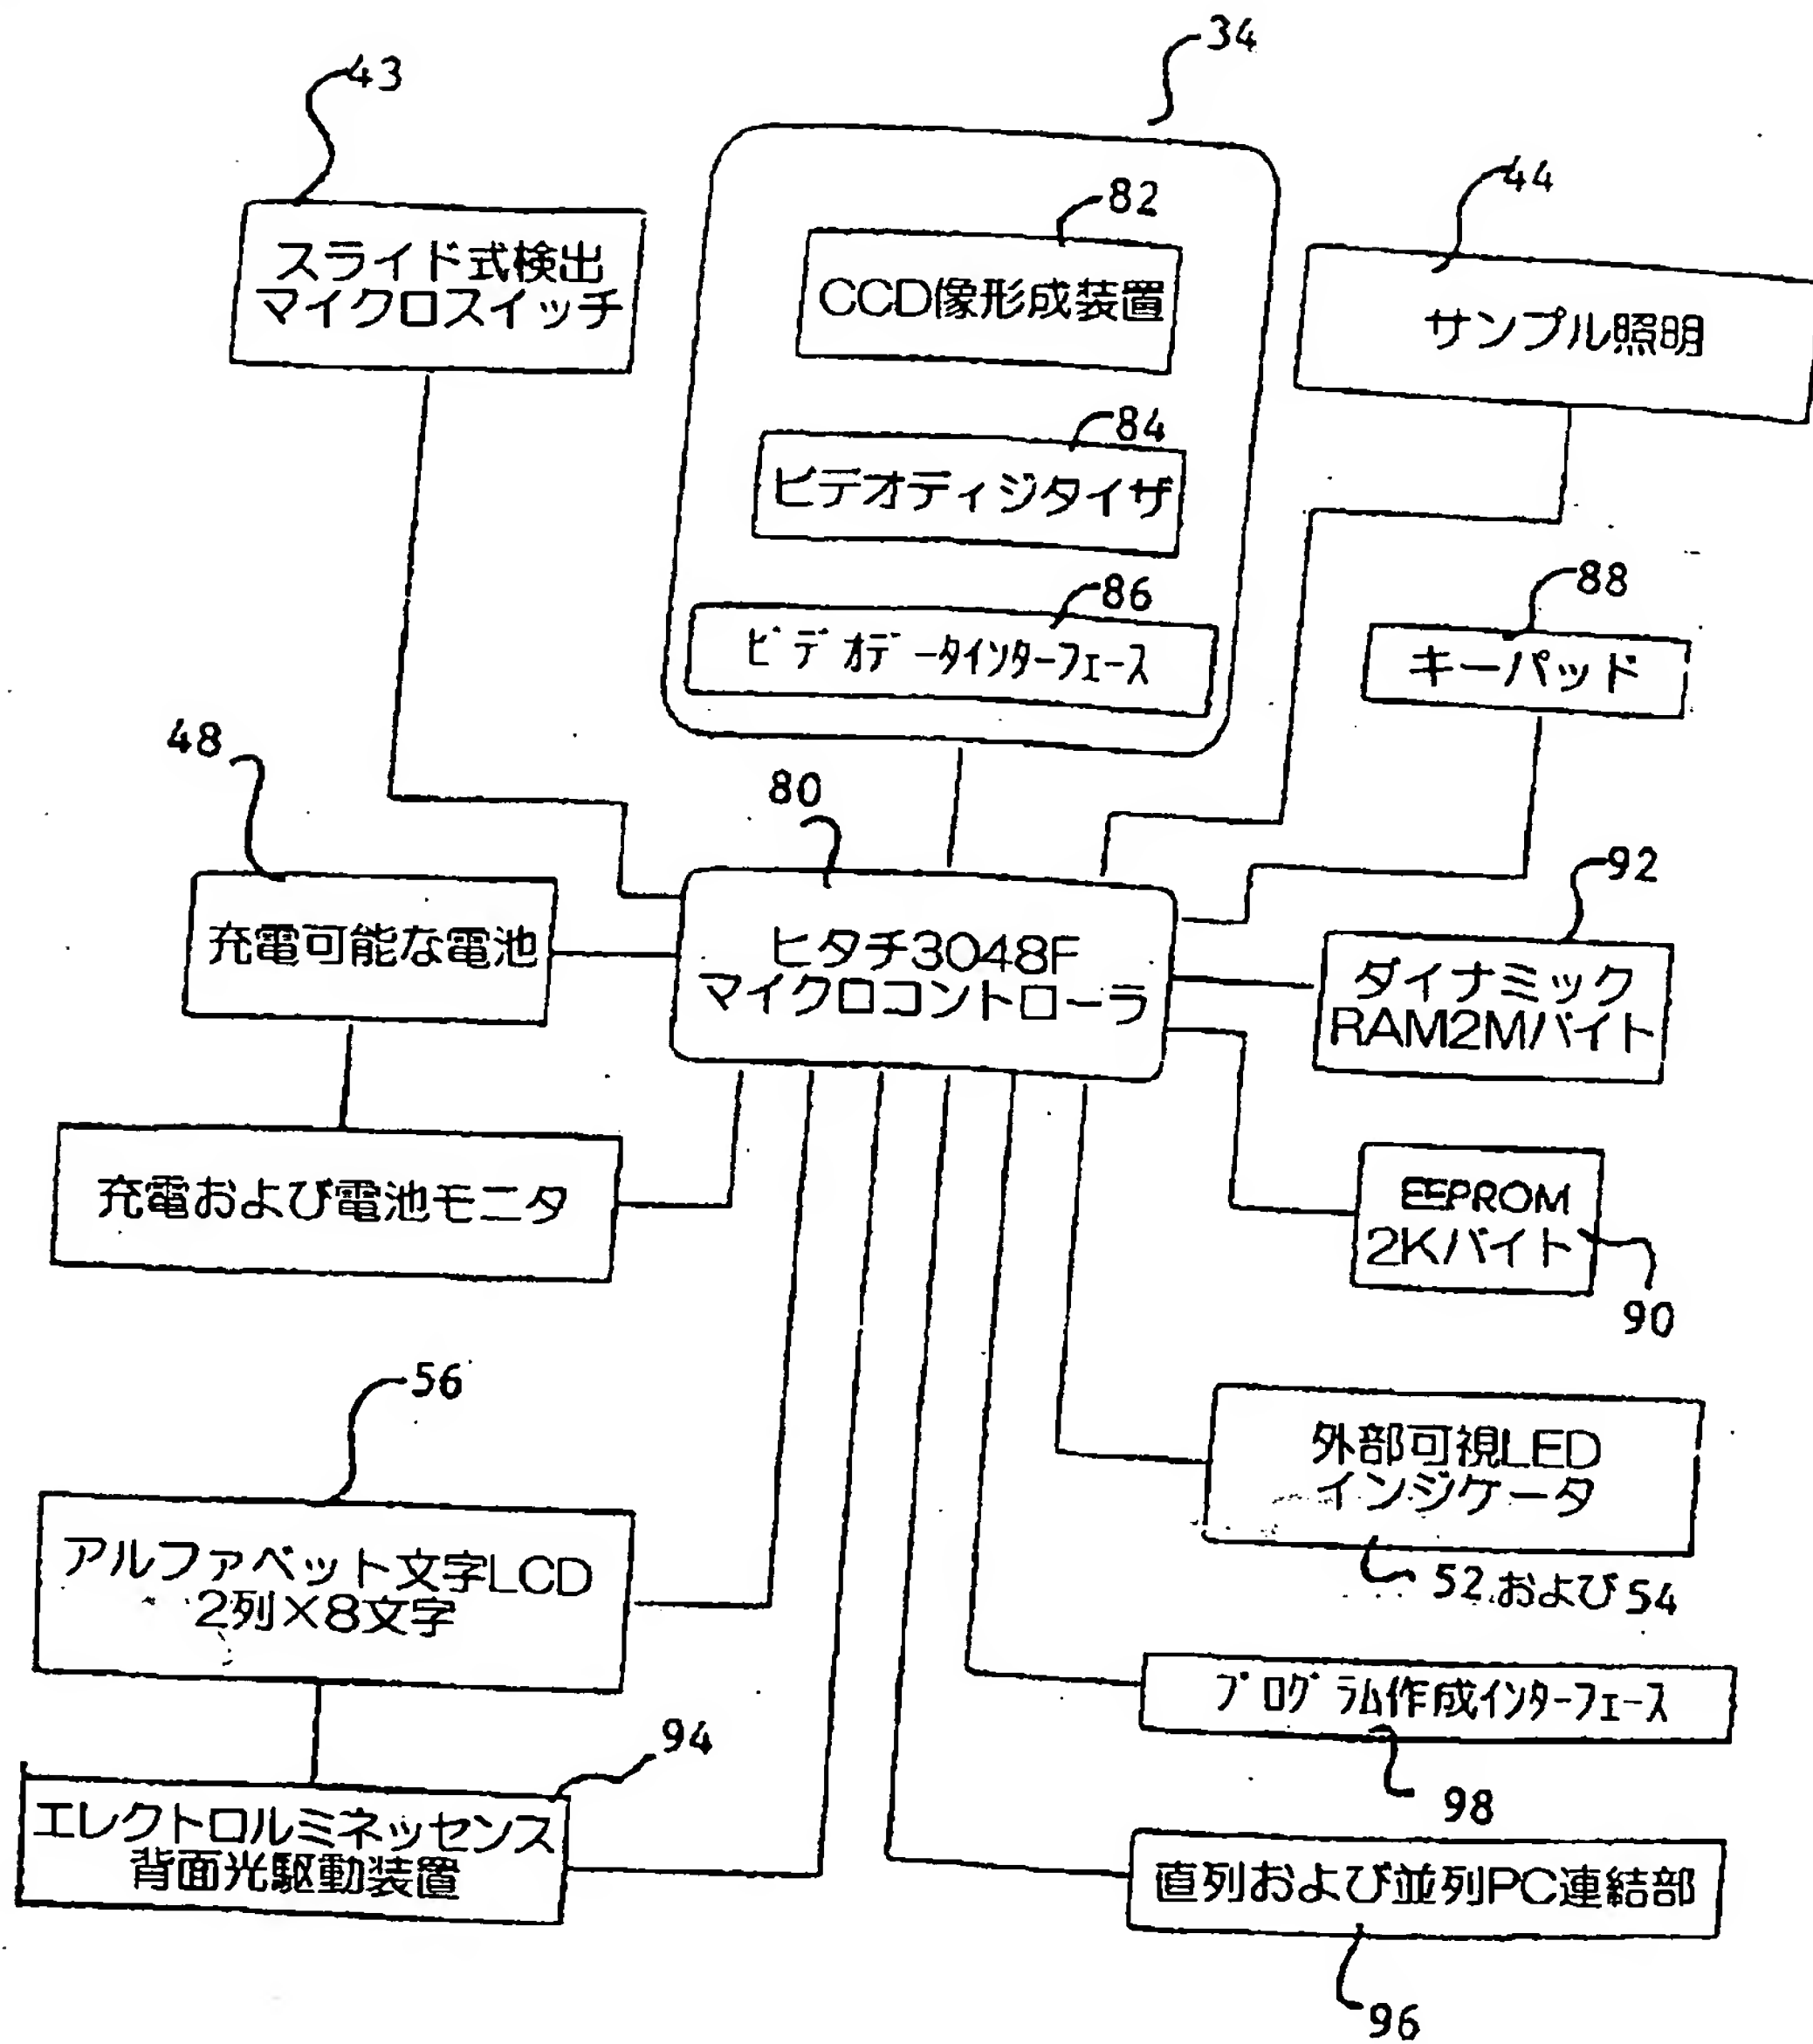 34
43
82
44
スライド式検出
マイクロスイッチ
CCD像形成装置
サンプル照明
84
ビデオディジタイザ
86
88
ビデオデータインターフェース
キーパッド
48
80
92
充電可能な電池
ヒタチ3048F
マイクロコントローラ
ダイナミック
RAM2Mバイト
充電および電池モニタ
EEPROM
2Kバイト
90
56
外部可視LED
インジケータ
アルファベット文字LCD
2列×8文字
52および54
プログラム作成インターフェース
94
98
エレクトロルミネッセンス
背面光駆動装置
直列および並列PC連結部
96